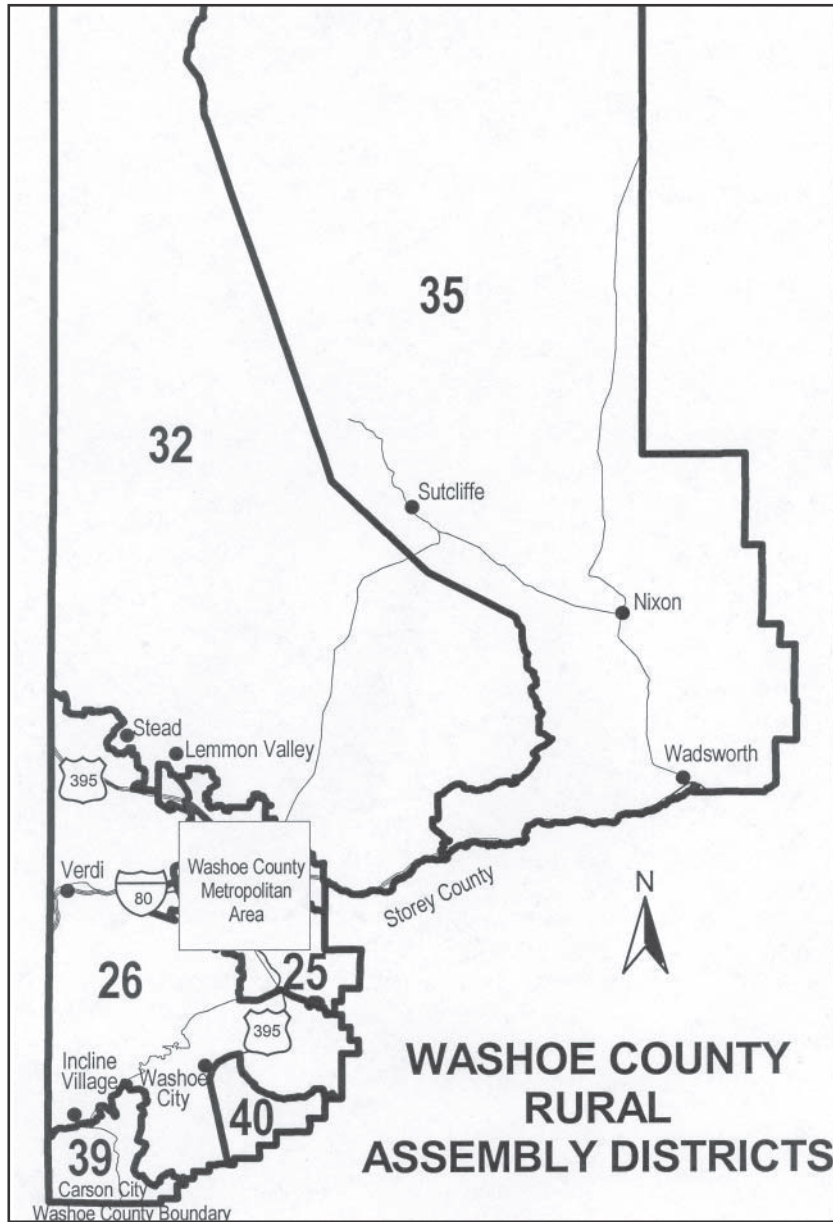 35
32
Sutcliffe
Nixon
Stead
Lemmon Valley
395
Wadsworth
Verdi
80
Washoe County
Metropolitan
Area
Storey County
N
26
25
395
Incline
Village
Washoe
City
40
39
Carson City
Washoe County Boundary
WASHOE COUNTY
RURAL
ASSEMBLY DISTRICTS